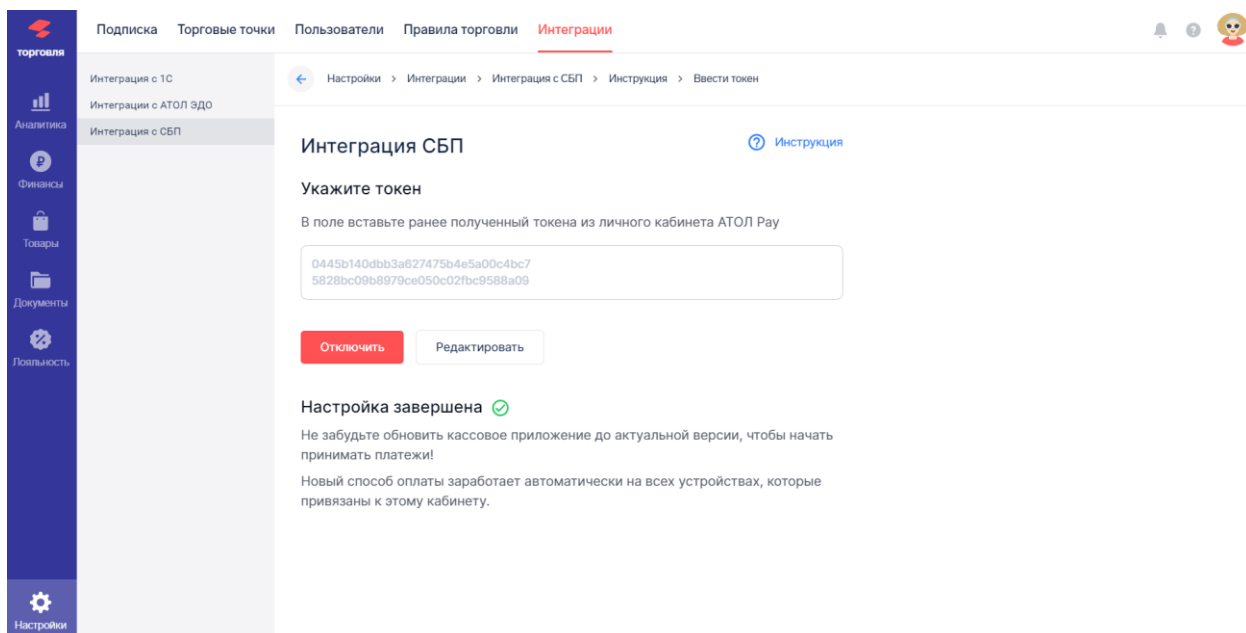 торговля
Подписка Торговые точки Пользователи Правила торговли Интеграции
Аналитика
Финансы
Товары
Документы
Лояльность
Настройки
Интеграция с 1С
Интеграции с АТОЛ ЭДО
Интеграция с СБП
Настройки > Интеграции > Интеграция с СБП > Инструкция > Ввести токен
Интеграция СБП
Инструкция
Укажите токен
В поле вставьте ранее полученный токена из личного кабинета АТОЛ Pay
0445b140dbb3a627475b4e5a00c4bc7
5828bc09b8979ce050c02fbc9588a09
Отключить Редактировать
Настройка завершена
Не забудьте обновить кассовое приложение до актуальной версии, чтобы начать
принимать платежи!
Новый способ оплаты заработает автоматически на всех устройствах, которые
привязаны к этому кабинету.